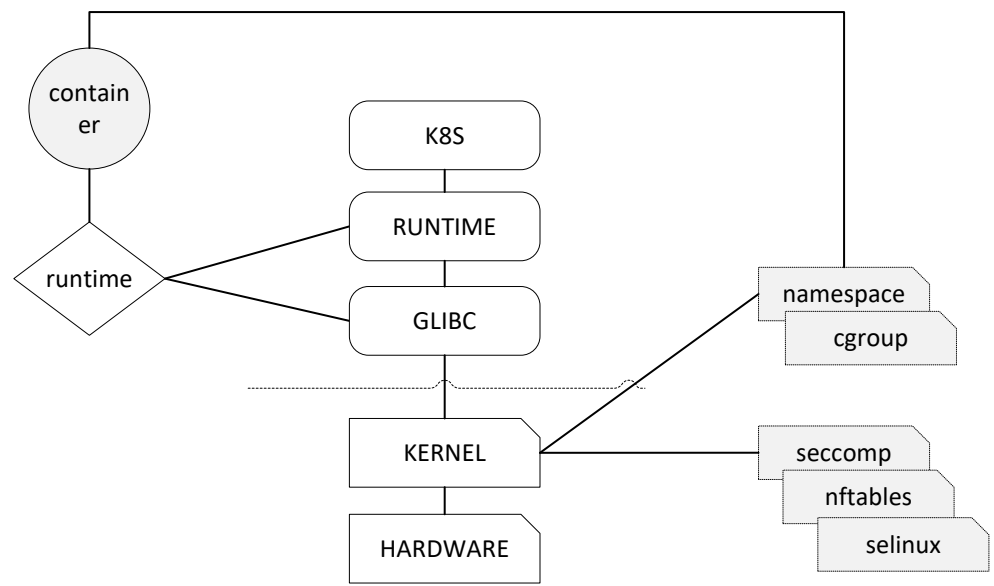 contain
er
K8S
RUNTIME
runtime
namespace
GLIBC
cgroup
KERNEL
seccomp
nftables
HARDWARE
selinux